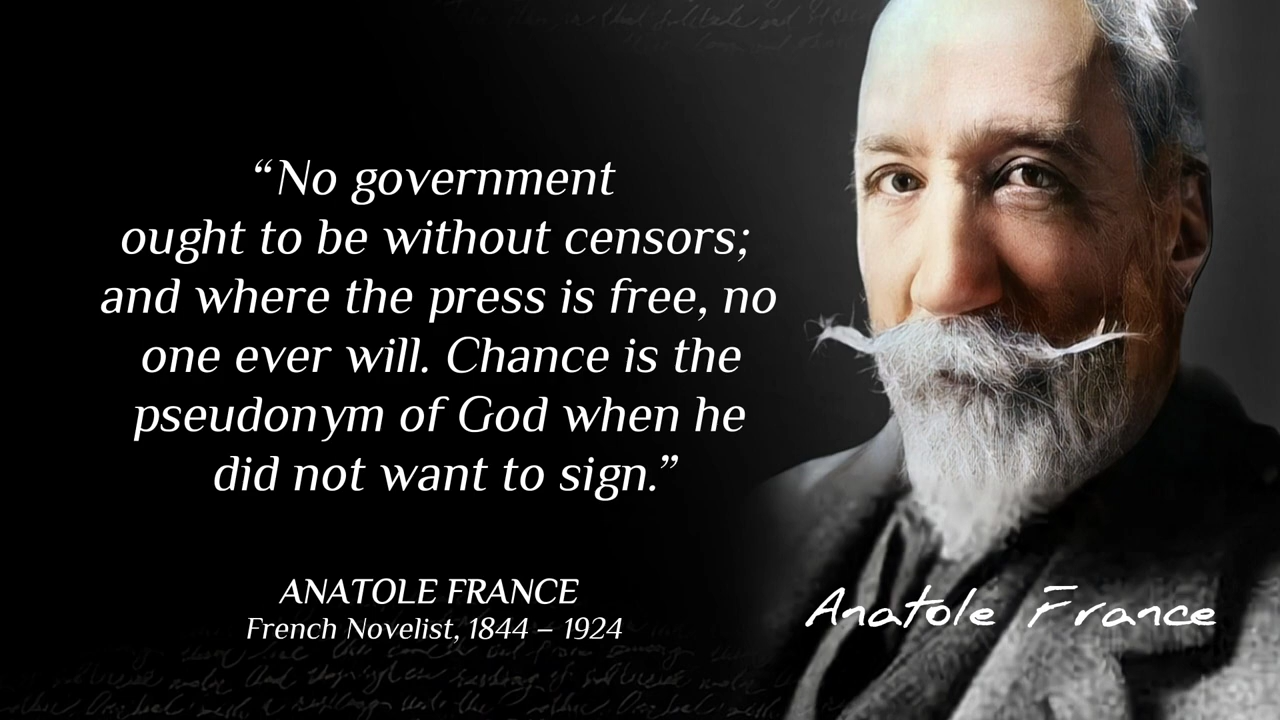 “No government
ought to be without censors;
and where the press is free, no
one ever will. Chance is the
pseudonym of God when he
did not want to sign.”
ANATOLE FRANCE
French Novelist, 1844 – 1924
Anatole France